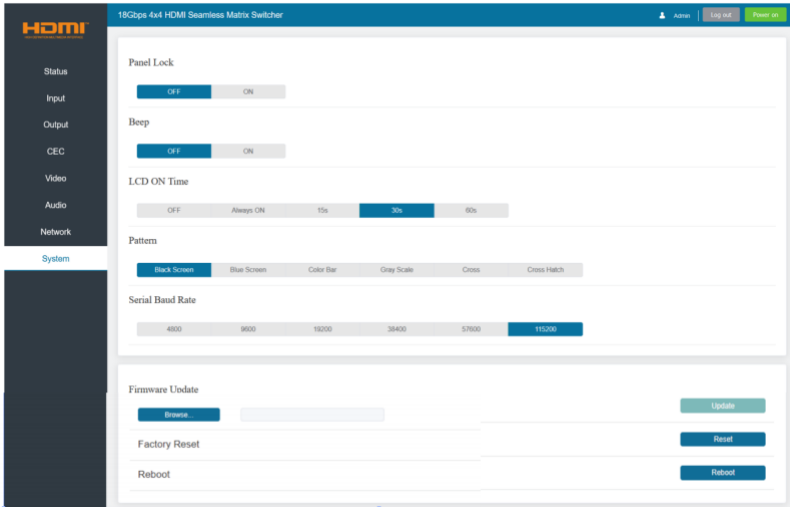 18Gbps 4x4 HDMI Seamless Matrix Switcher
Admin
Log out
Power on
HDMI
Status
Input
Output
CEC
Video
Audio
Network
System
Panel Lock
OFF ON
Beep
OFF ON
LCD ON Time
OFF Always ON 15s 30s 60s
Pattern
Black Screen Blue Screen Color Bar Gray Scale Cross Cross Hatch
Serial Baud Rate
4800 9600 19200 38400 57600 115200
Firmware Update
Browse... Update
Factory Reset Reset
Reboot Reboot